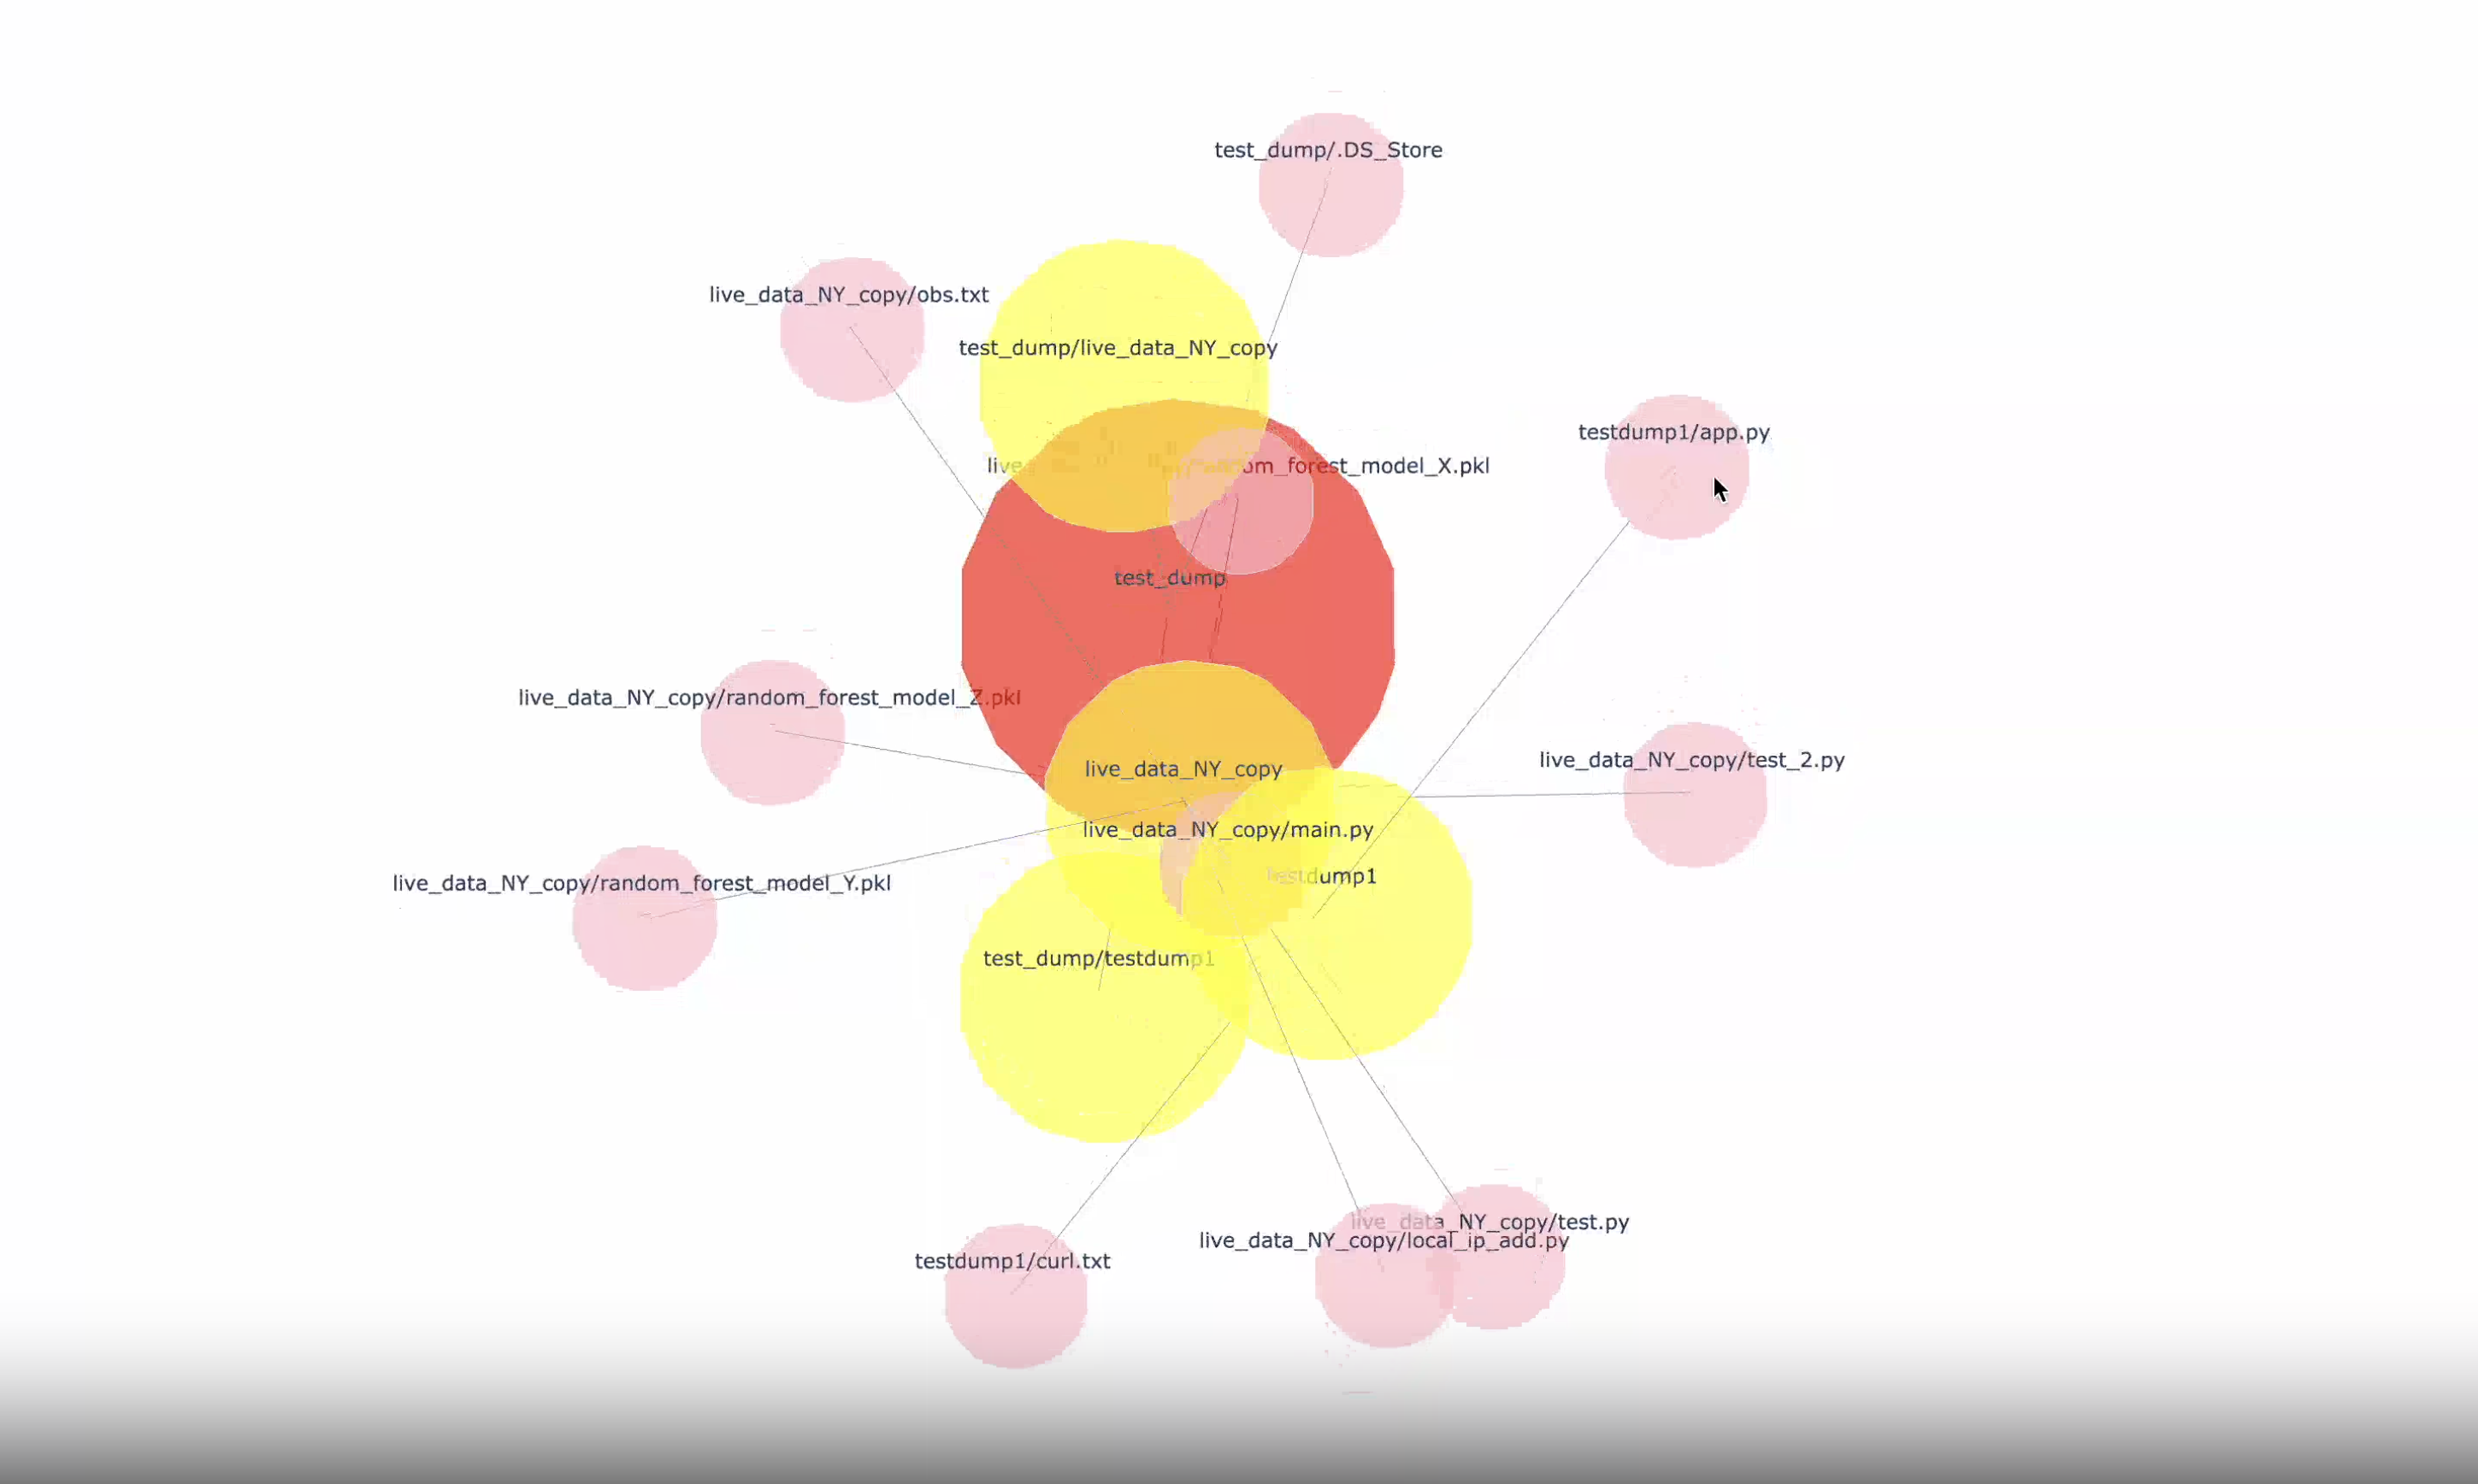 test_dump/.DS_Store
live_data_NY_copy/obs.txt
test_dump/live_data_NY_copy
testdump1/app.py
live om_forest_model_X.pkl
test_dump
live_data_NY_copy/random_forest_model_Z.pkl
live_data_NY_copy/test_2.py
live_data_NY_copy
live_data_NY_copy/main.py
testdump1
live_data_NY_copy/random_forest_model_Y.pkl
test_dump/testdump1
live_data_NY_copy/test.py
live_data_NY_copy/local_ip_add.py
testdump1/curl.txt